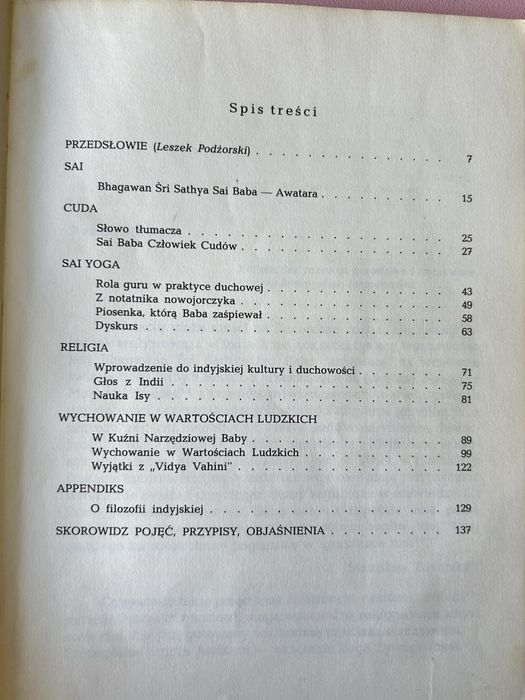 Spis treści
PRZEDSŁOWIE (Leszek Podżorski) . . . . . . . . . . . . . . . 7
SAI
Bhagawan Śri Sathya Sai Baba — Awatara . . . . . . . . . . 15
CUDA
Słowo tłumacza . . . . . . . . . . . . . . . . . . . 25
Sai Baba Człowiek Cudów . . . . . . . . . . . . . . . 27
SAI YOGA
Rola guru w praktyce duchowej . . . . . . . . . . . . . 43
Z notatnika nowojorczyka . . . . . . . . . . . . . . . 49
Piosenka, którą Baba zaśpiewał . . . . . . . . . . . . . 58
Dyskurs . . . . . . . . . . . . . . . . . . . . . . 63
RELIGIA
Wprowadzenie do indyjskiej kultury i duchowości . . . . . . . 71
Głos z Indii . . . . . . . . . . . . . . . . . . . . 75
Nauka Isy . . . . . . . . . . . . . . . . . . . . . 81
WYCHOWANIE W WARTOŚCIACH LUDZKICH
W Kuźni Narzędziowej Baby . . . . . . . . . . . . . . 89
Wychowanie w Wartościach Ludzkich . . . . . . . . . . . 99
Wyjątki z „Vidya Vahini” . . . . . . . . . . . . . . . 122
APPENDIKS
O filozofii indyjskiej . . . . . . . . . . . . . . . . . 129
SKOROWIDZ POJĘĆ, PRZYPISY, OBJAŚNIENIA . . . . . . . . . 137